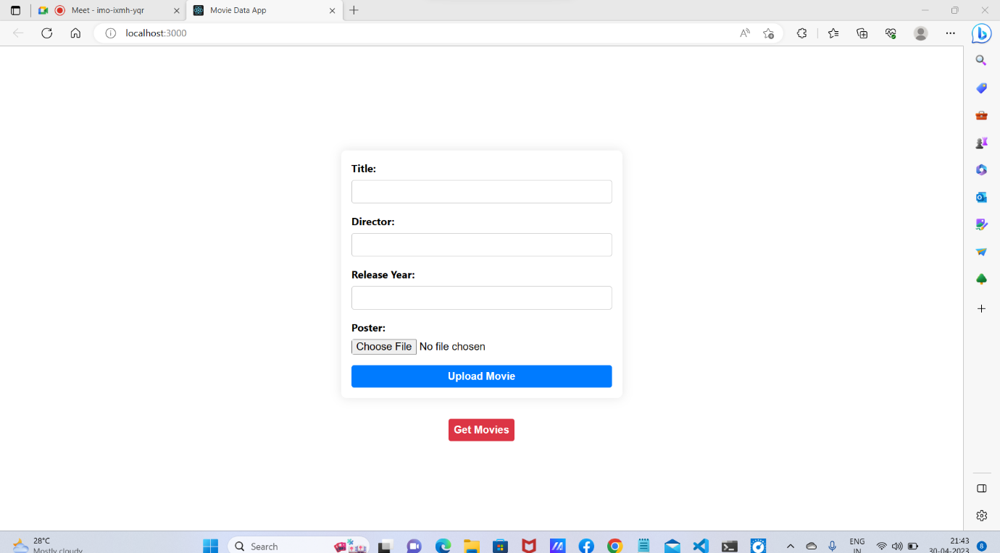 Meet - imo-ixmh-yqr
Movie Data App
localhost:3000
Title:
Director:
Release Year:
Poster:
Choose File No file chosen
Upload Movie
Get Movies
28°C
Mostly cloudy
Search
ENG
IN
21:43
30-04-2023
8